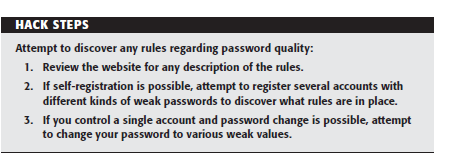 HACK STEPS
Attempt to discover any rules regarding password quality:
1. Review the website for any description of the rules.
2. If self-registration is possible, attempt to register several accounts with
different kinds of weak passwords to discover what rules are in place.
3. If you control a single account and password change is possible, attempt
to change your password to various weak values.